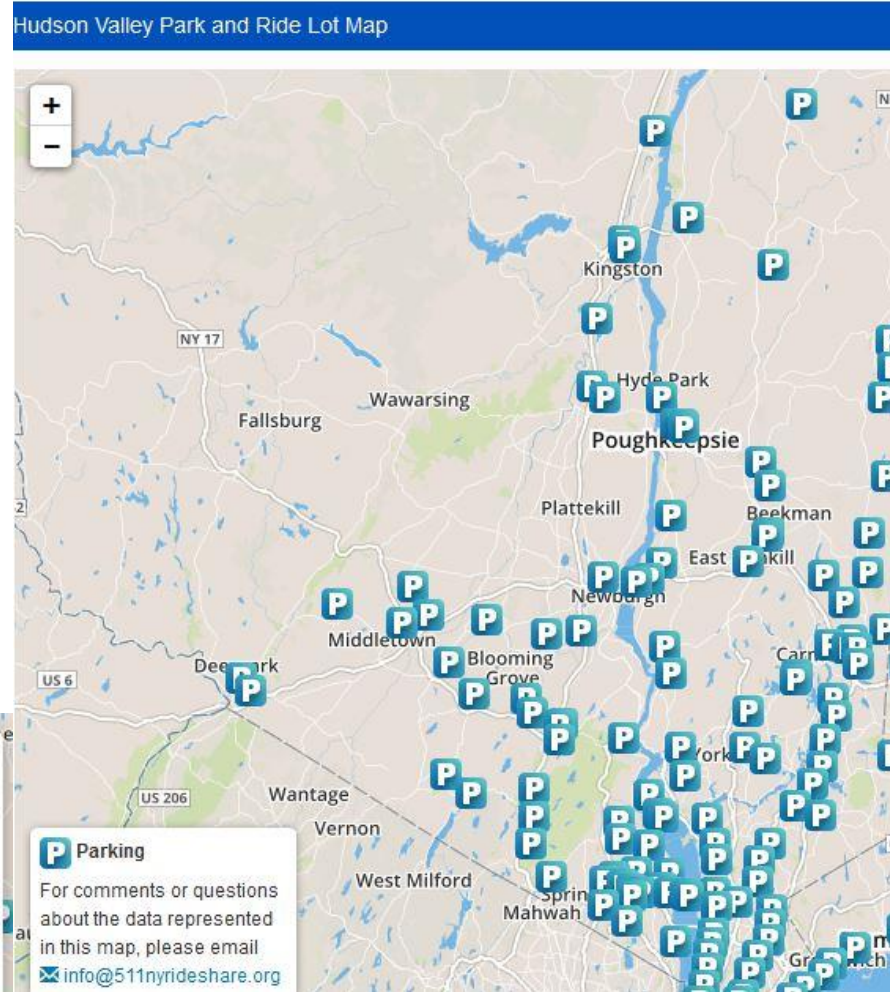 Hudson Valley Park and Ride Lot Map
+
−
Kingston
NY 17
Hyde Park
Wawarsing
Fallsburg
Poughkeepsie
Plattekill
Beekman
East
kill
Newburgh
Middletown
Blooming
Grove
US 6
US 206
Wantage
Vernon
West Milford
Mahwah
P Parking
For comments or questions
about the data represented
in this map, please email
info@511nyrideshare.org